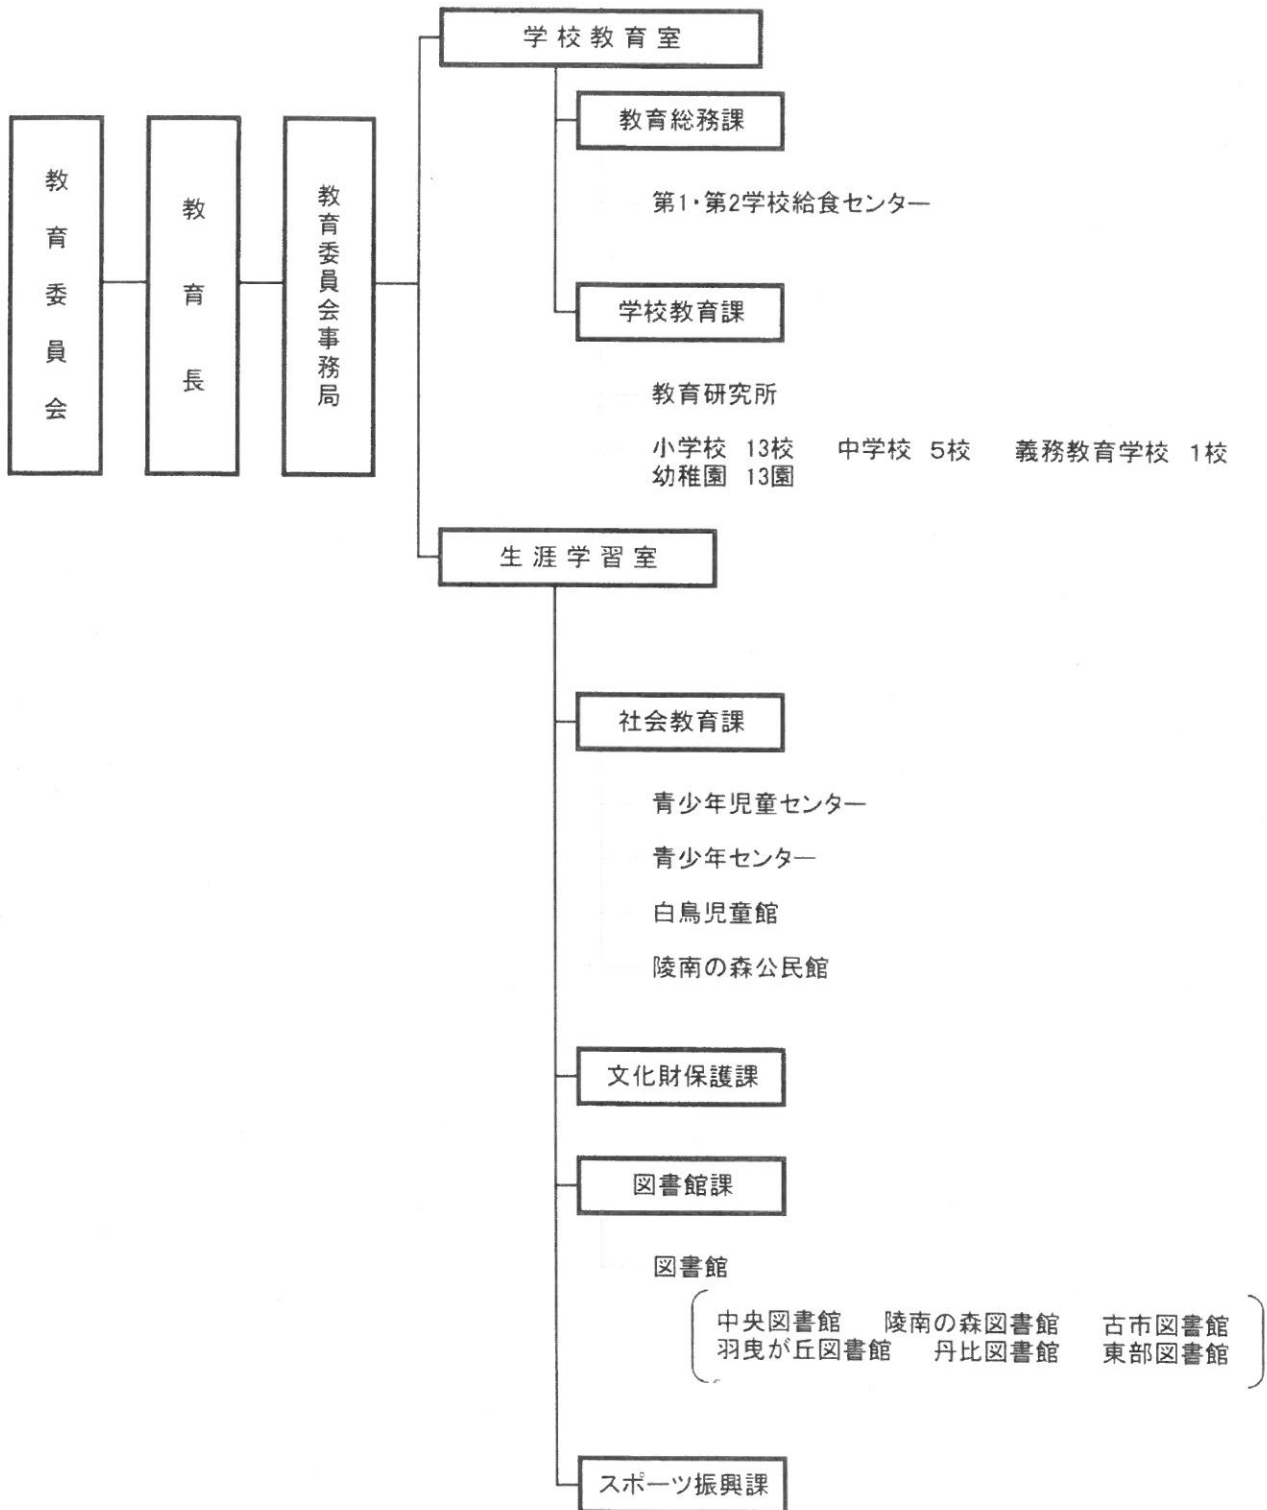 教育委員会
教育長
教育委員会事務局
学校教育室
教育総務課
第1・第2学校給食センター
学校教育課
教育研究所
小学校 13校 中学校 5校 義務教育学校 1校
幼稚園 13園
生涯学習室
社会教育課
青少年児童センター
青少年センター
白鳥児童館
陵南の森公民館
文化財保護課
図書館課
図書館
中央図書館 陵南の森図書館 古市図書館
羽曳が丘図書館 丹比図書館 東部図書館
スポーツ振興課